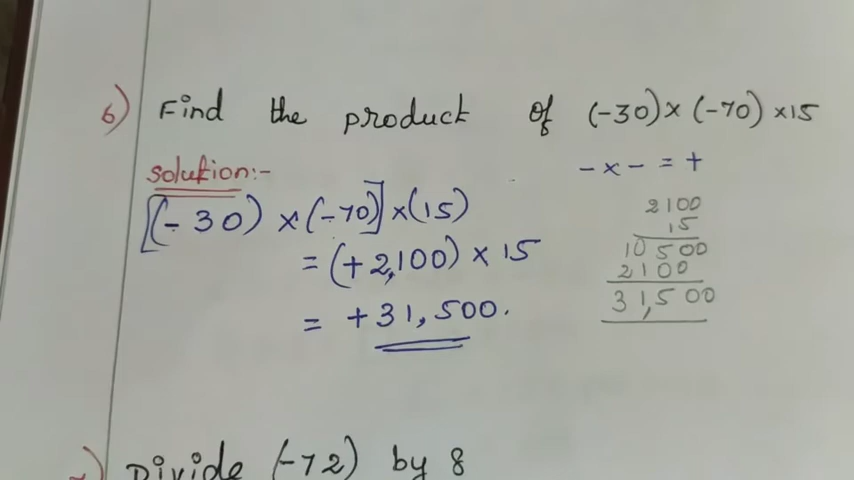 6) Find the product of (-30) × (-70) × 15
Solution:-
- × - = +
[(-30) × (-70)] × (15)
= (+2,100) × 15
= +31,500.
2100
15
10500
2100
31,500
Divide (-72) by 8